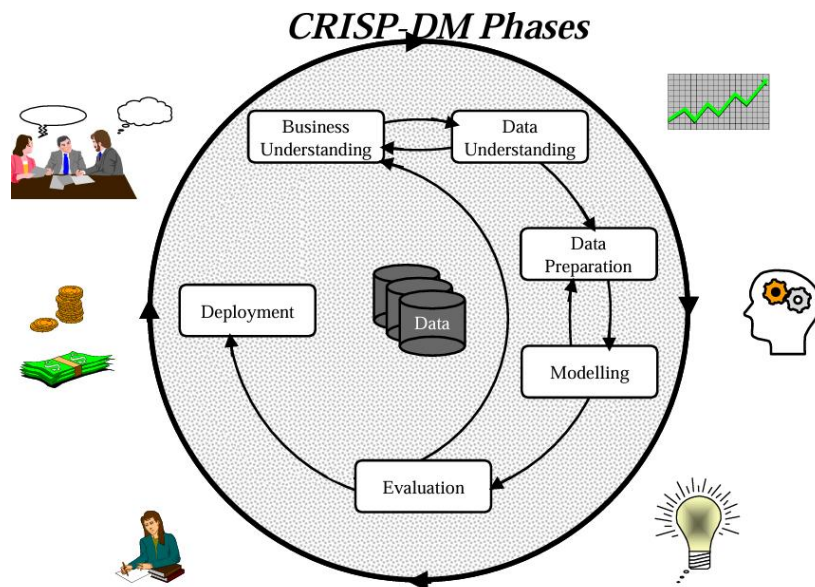 CRISP-DM Phases
Business
Understanding
Data
Understanding
Data
Preparation
Deployment
Data
Modelling
Evaluation